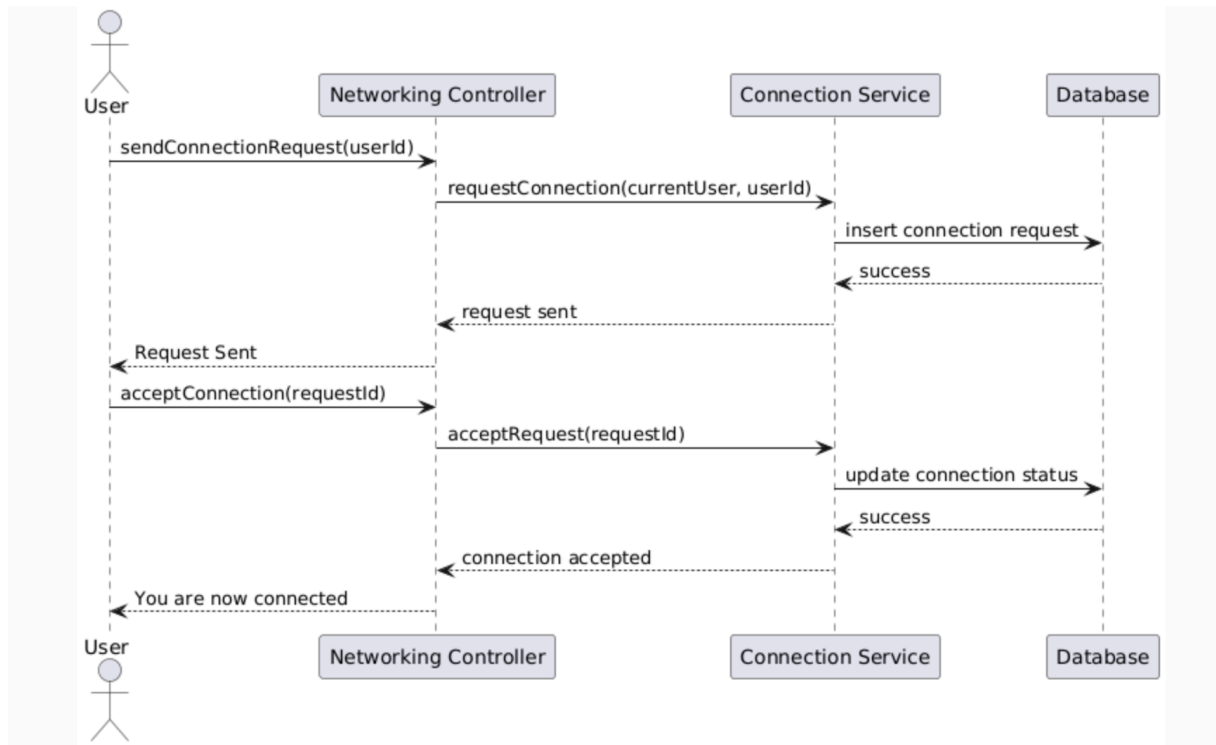 User
Networking Controller
Connection Service
Database
sendConnectionRequest(userId)
requestConnection(currentUser, userId)
insert connection request
success
request sent
Request Sent
acceptConnection(requestId)
acceptRequest(requestId)
update connection status
success
connection accepted
You are now connected
User
Networking Controller
Connection Service
Database